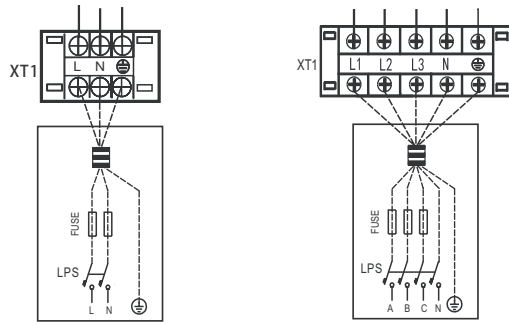 XT1
L N
FUSE
LPS
L N
XT1
L1 L2 L3 N
FUSE
LPS
A B C N